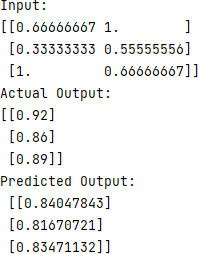 Input:
[[0.66666667 1.        ]
 [0.33333333 0.55555556]
 [1.         0.66666667]]
Actual Output:
[[0.92]
 [0.86]
 [0.89]]
Predicted Output:
 [[0.84047843]
 [0.81670721]
 [0.83471132]]